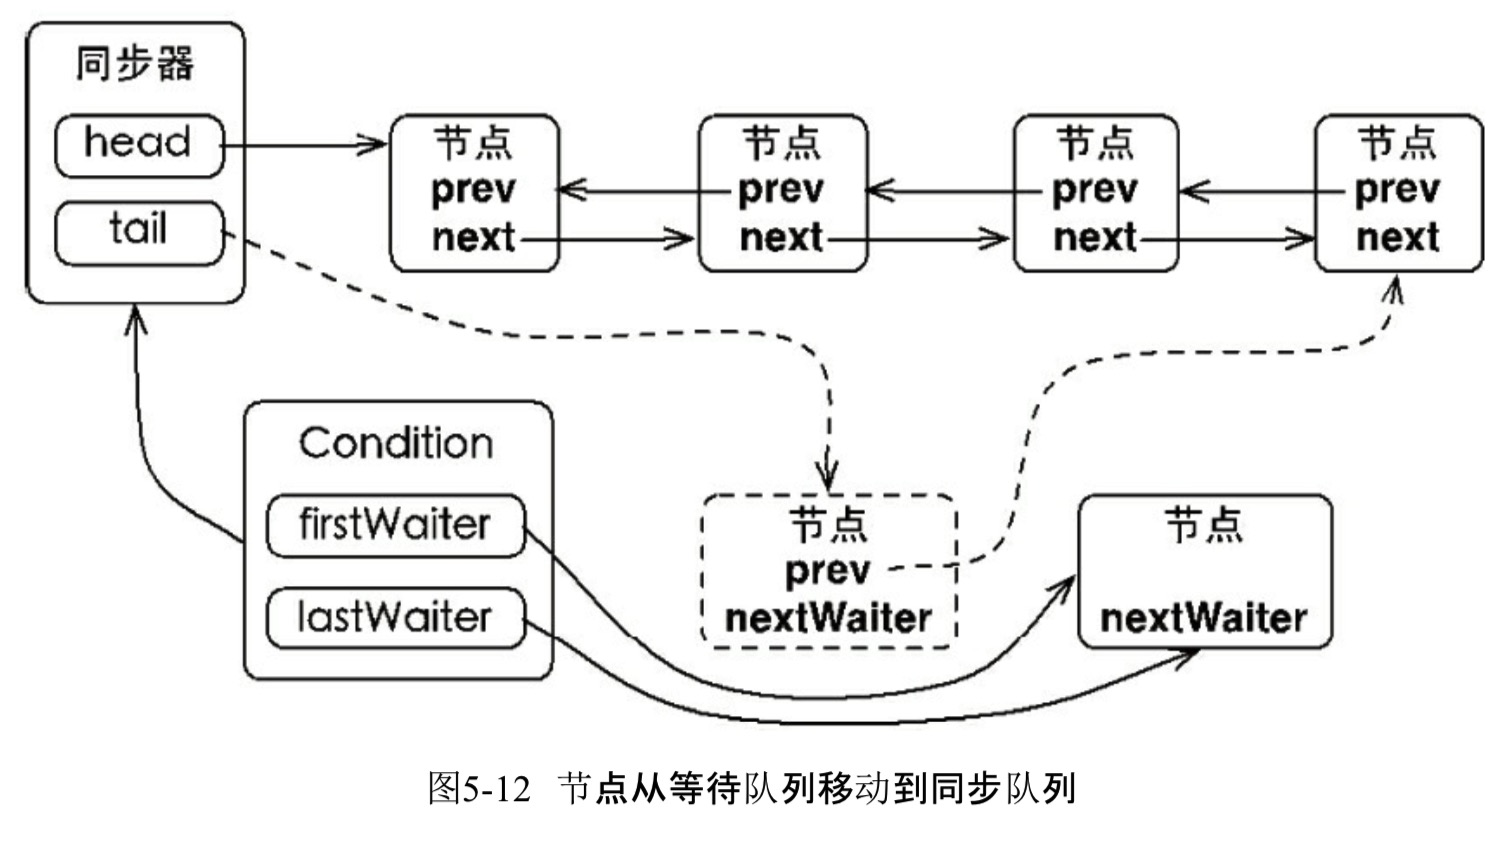 同步器
head
tail
节点
prev
next
节点
prev
next
节点
prev
next
节点
prev
next
Condition
firstWaiter
lastWaiter
节点
prev
nextWaiter
节点
nextWaiter
图5-12 节点从等待队列移动到同步队列